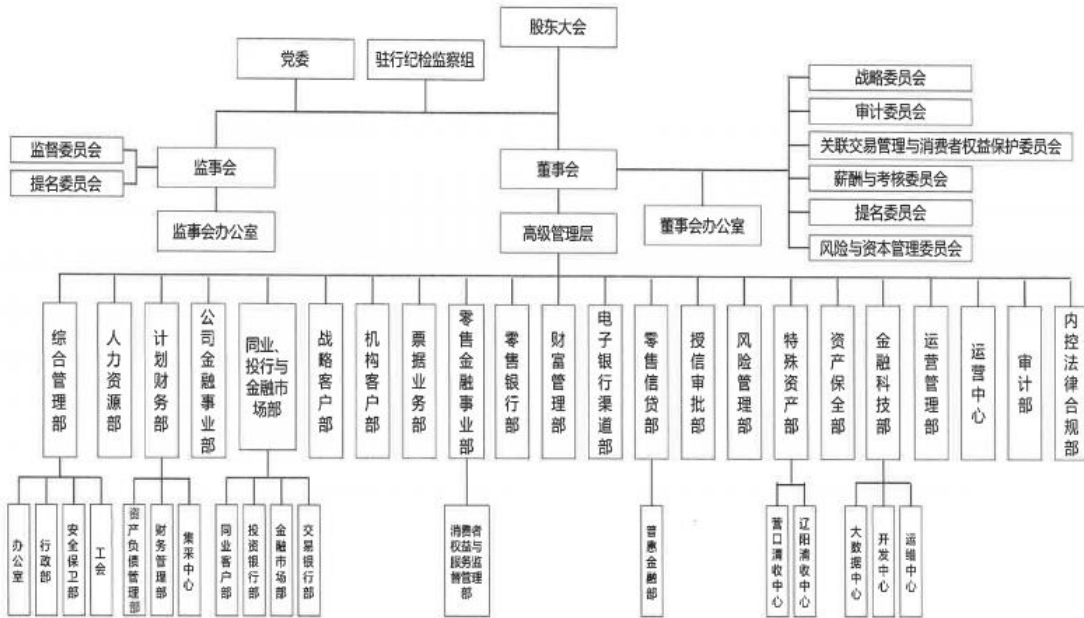 股东大会
党委
驻行纪检监察组
战略委员会
审计委员会
关联交易管理与消费者权益保护委员会
薪酬与考核委员会
提名委员会
风险与资本管理委员会
监督委员会
提名委员会
监事会
董事会
监事会办公室
高级管理层
董事会办公室
综合管理部
人力资源部
计划财务部
公司金融事业部
同业、
投行与
金融市
场部
战略客户部
机构客户部
票据业务部
零售金融事业部
零售银行部
财富管理部
电子银行渠道部
零售信贷部
授信审批部
风险管理部
特殊资产部
资产保全部
金融科技部
运营管理部
运营中心
审计部
内控法律合规部
办公室
行政部
安全保卫部
工会
资产负债管理部
财务管理部
集采中心
同业客户部
投资银行部
金融市场部
交易银行部
消费者
权益与
服务监
督管理
部
普惠金融部
营口清收中心
辽阳清收中心
大数据中心
开发中心
运维中心